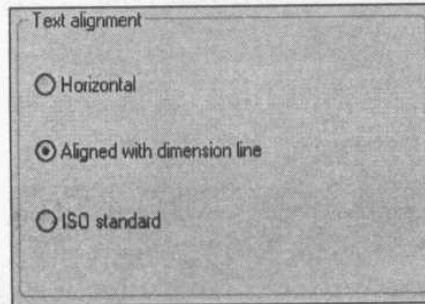 Text alignment
Horizontal
Aligned with dimension line
ISO standard